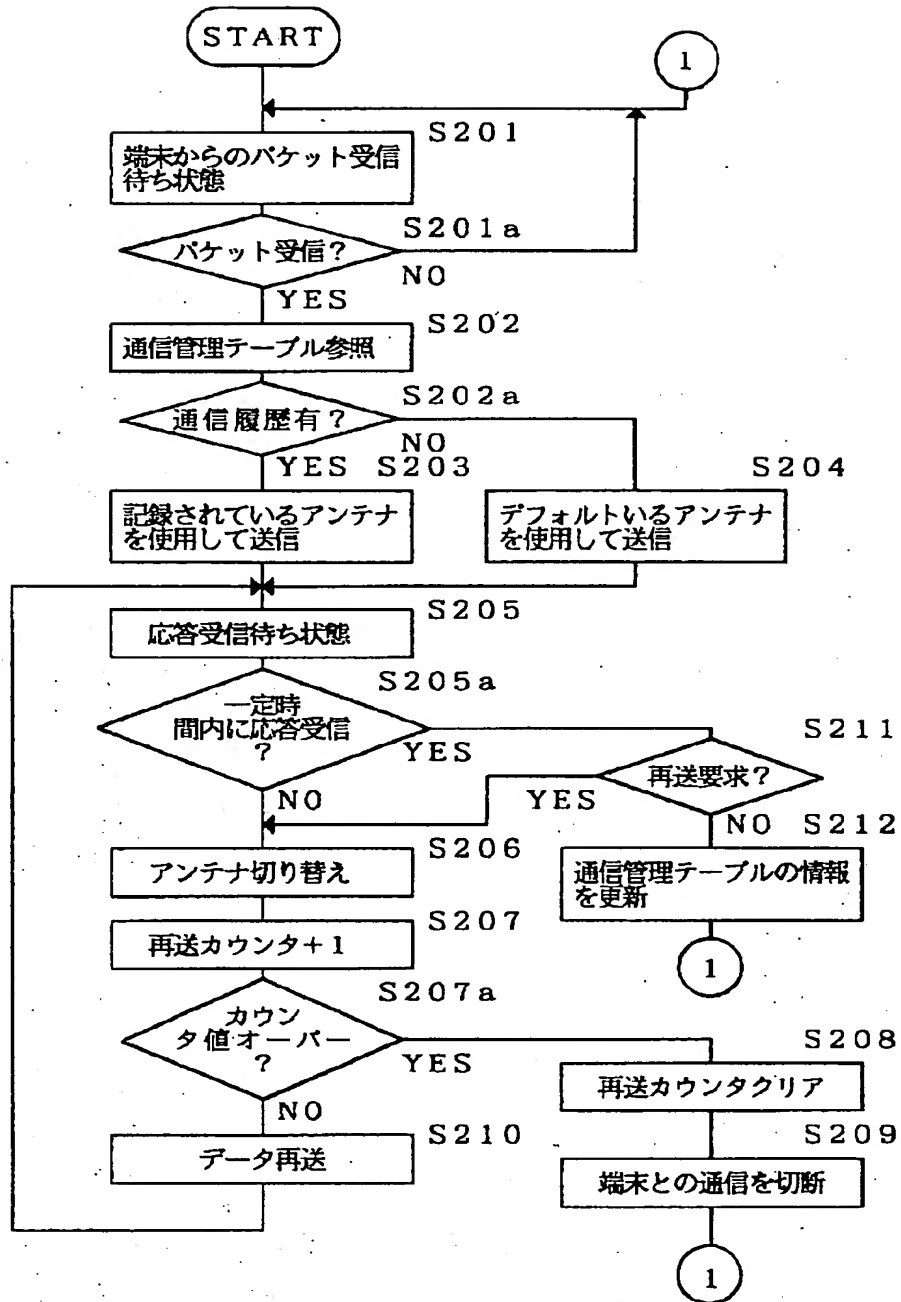 START
1
S201
端末からのパケット受信
待ち状態
S201a
パケット受信?
NO
YES
S202
通信管理テーブル参照
S202a
通信履歴有?
NO
YES
S203
S204
記録されているアンテナ
を使用して送信
デフォルトいるアンテナ
を使用して送信
S205
応答受信待ち状態
S205a
一定時
間内に応答受信
?
YES
NO
S211
再送要求?
YES
NO
S212
通信管理テーブルの情報
を更新
1
S206
アンテナ切り替え
S207
再送カウンタ+1
S207a
カウン
タ値オーバー
?
YES
NO
S208
再送カウンタクリア
S209
端末との通信を切断
1
S210
データ再送